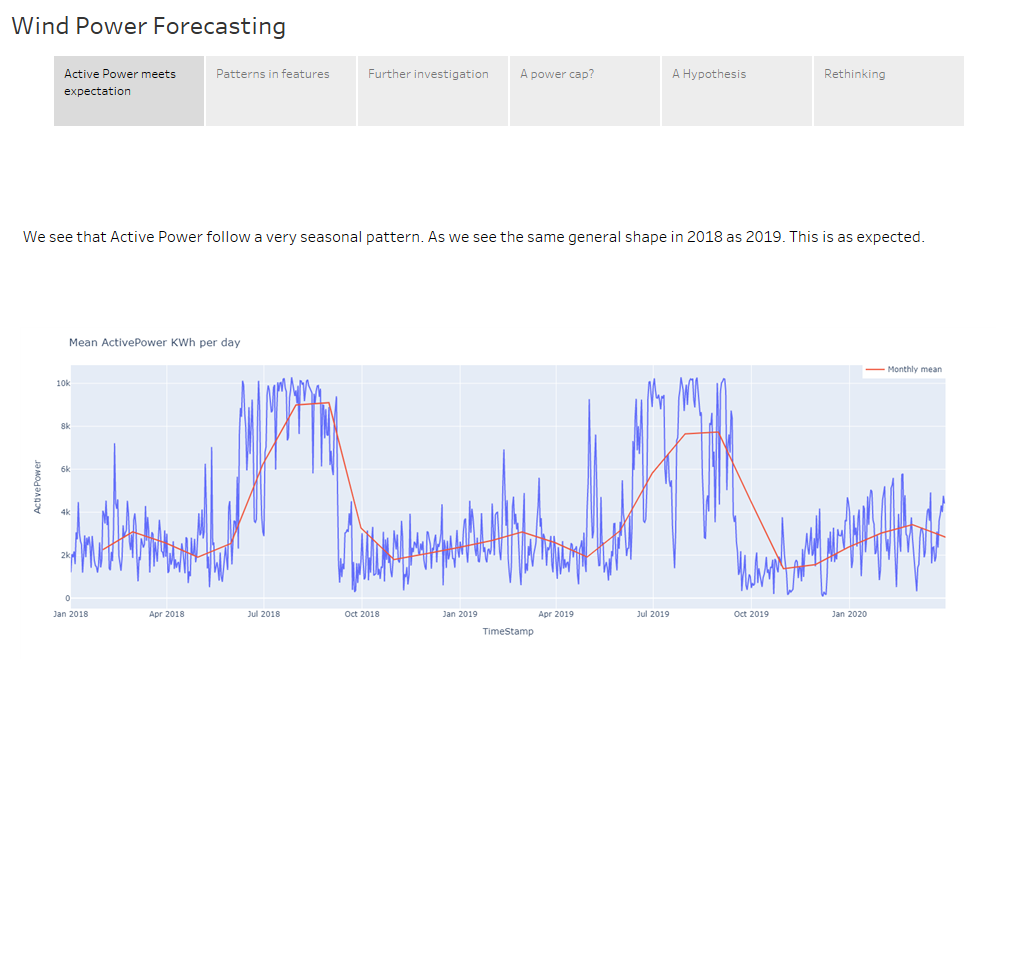 Wind Power Forecasting
Active Power meets
expectation
Patterns in features
Further investigation
A power cap?
A Hypothesis
Rethinking
We see that Active Power follow a very seasonal pattern. As we see the same general shape in 2018 as 2019. This is as expected.
Mean ActivePower KWh per day
Monthly mean
10k
8k
6k
4k
2k
0
ActivePower
Jan 2018
Apr 2018
Jul 2018
Oct 2018
Jan 2019
Apr 2019
Jul 2019
Oct 2019
Jan 2020
TimeStamp